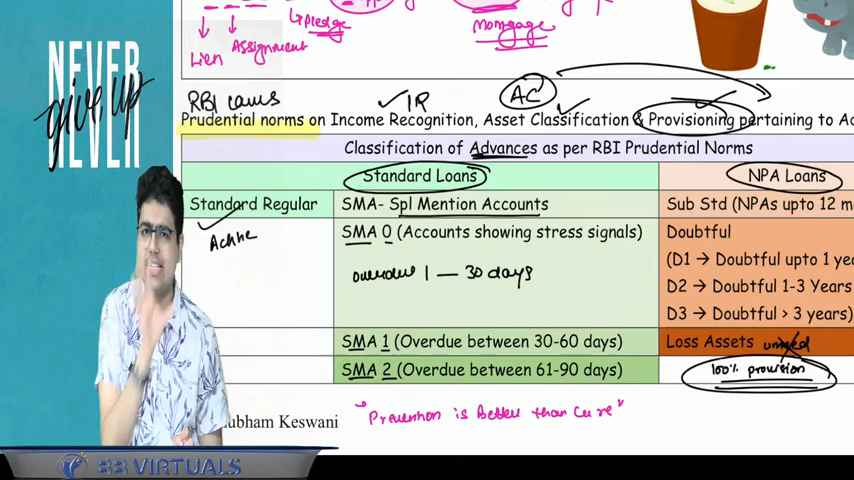 Pledge
Mortgage
Lien Assignment
NEVER
give up
NEVER
RBI
IR
AC
Prudential norms on Income Recognition, Asset Classification & Provisioning pertaining to Ad
Classification of Advances as per RBI Prudential Norms
Standard Loans
NPA Loans
Standard Regular
SMA- Spl Mention Accounts
Sub Std (NPAs upto 12 m
Active
SMA 0 (Accounts showing stress signals)
Doubtful
overdue 1 — 30 days
(D1 → Doubtful upto 1 yea
D2 → Doubtful 1-3 Years
D3 → Doubtful > 3 years)
SMA 1 (Overdue between 30-60 days)
Loss Assets
SMA 2 (Overdue between 61-90 days)
100% provision
ubham Keswani
"Prevention is Better than Cure"
BB VIRTUALS